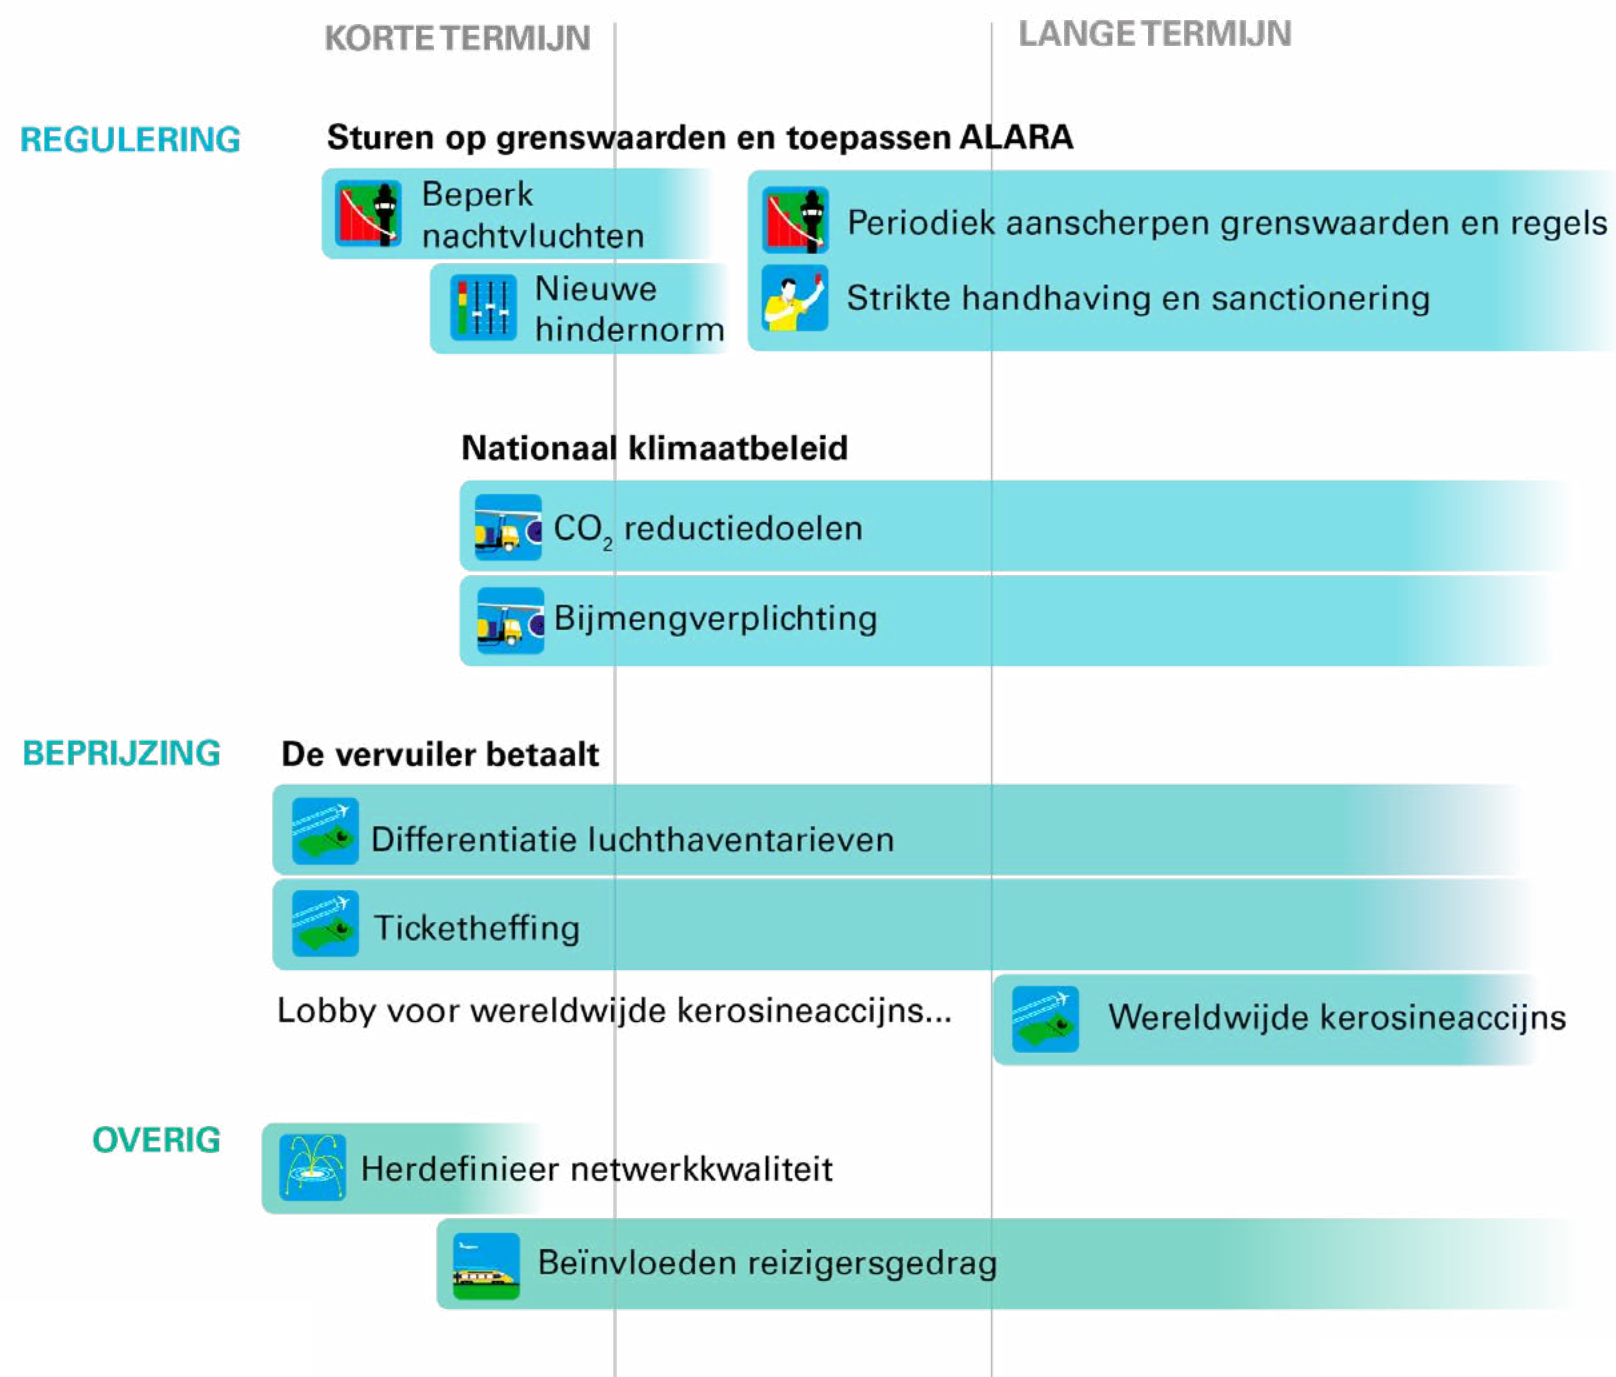 KORTE TERMIJN
LANGE TERMIJN
REGULERING
Sturen op grenswaarden en toepassen ALARA
Beperk
nachtvluchten
Nieuwe
hindernorm
Periodiek aanscherpen grenswaarden en regels
Strikte handhaving en sanctionering
Nationaal klimaatbeleid
CO₂ reductiedoelen
Bijmengverplichting
BEPRIJZING
De vervuiler betaalt
Differentiatie luchthaventarieven
Ticketheffing
Lobby voor wereldwijde kerosineaccijns...
Wereldwijde kerosineaccijns
OVERIG
Herdefinieer netwerkkwaliteit
Beïnvloeden reizigersgedrag